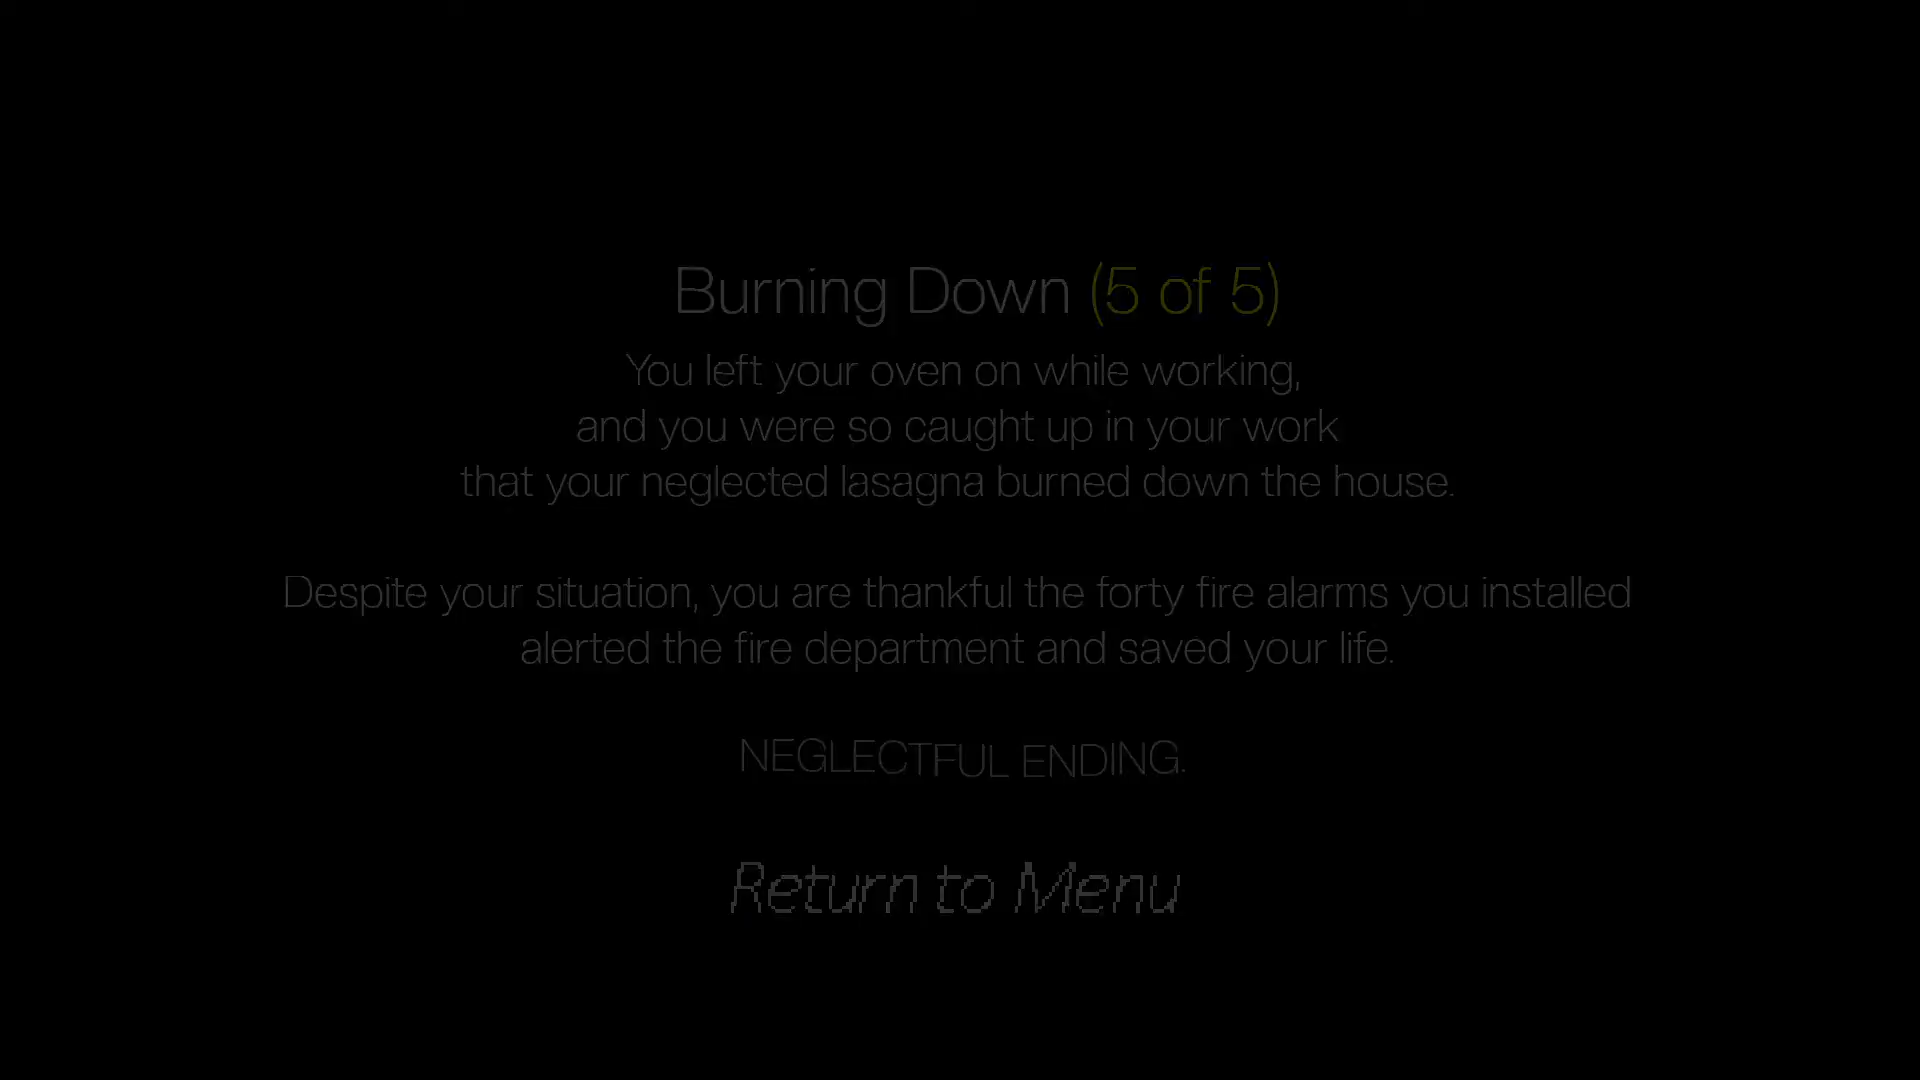 Burning Down (5 of 5)
You left your oven on while working,
and you were so caught up in your work
that your neglected lasagna burned down the house.
Despite your situation, you are thankful the forty fire alarms you installed
alerted the fire department and saved your life.
NEGLECTFUL ENDING.
Return to Menu